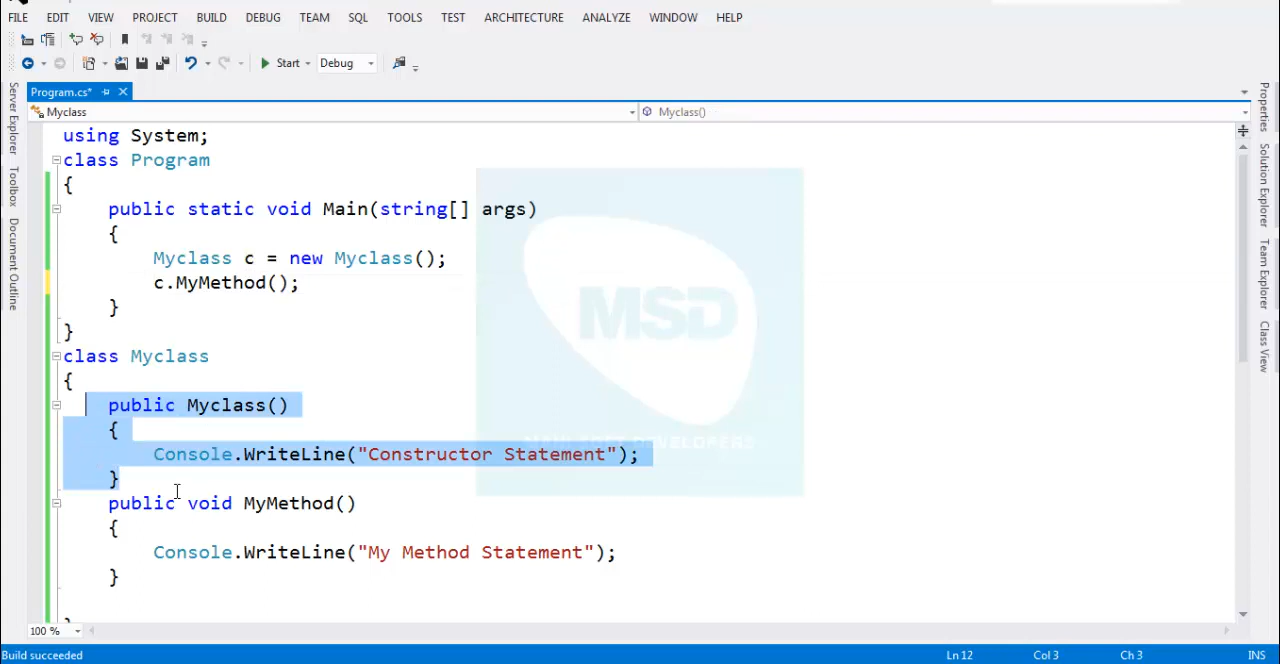 FILE EDIT VIEW PROJECT BUILD DEBUG TEAM SQL TOOLS TEST ARCHITECTURE ANALYZE WINDOW HELP
Start Debug
Program.cs*
Myclass Myclass()
using System;
class Program
{
public static void Main(string[] args)
{
Myclass c = new Myclass();
c.MyMethod();
}
}
class Myclass
{
public Myclass()
{
Console.WriteLine("Constructor Statement");
}
public void MyMethod()
{
Console.WriteLine("My Method Statement");
}
MSD
Server Explorer
Toolbox
Document Outline
Properties
Solution Explorer
Team Explorer
Class View
100 %
Build succeeded Ln 12 Col 3 Ch 3 INS